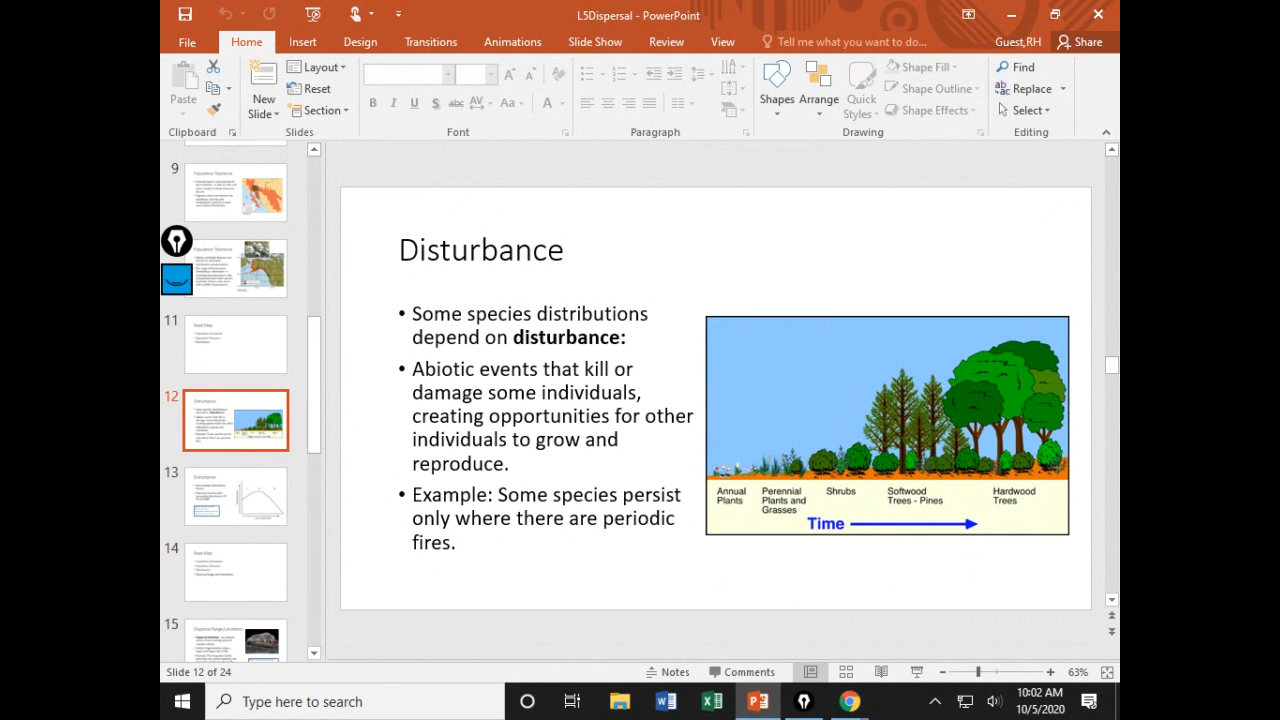 L5Dispersal - PowerPoint
File Home Insert Design Transitions Animations Slide Show Review View Tell me what you want to do... Guest,RH Share
Paste
New
Slide
Layout
Reset
Section
Shapes
Arrange
Quick
Styles
Shape Fill
Shape Outline
Shape Effects
Find
Replace
Select
Clipboard Slides Font Paragraph Drawing Editing
9
11
12
13
14
15
Disturbance
• Some species distributions
depend on disturbance:
• Abiotic events that kill or
damage some individuals,
creating opportunities for other
individuals to grow and
reproduce.
• Example: Some species persist
only where there are periodic
fires.
Annual
Plants
Perennial
Plants and
Grasses
Shrubs
Softwood
Trees - Pines
Hardwood
Trees
Time
Slide 12 of 24
Notes
Comments
63%
Type here to search
10:02 AM
10/5/2020